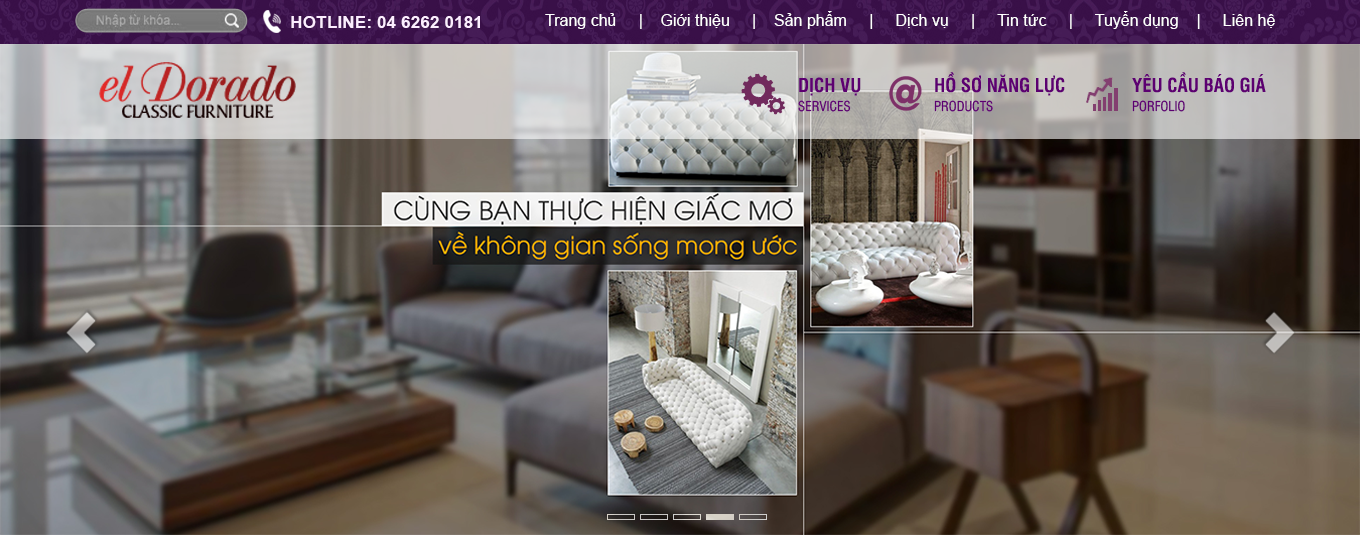 Nhập từ khóa...
HOTLINE: 04 6262 0181
Trang chủ | Giới thiệu | Sản phẩm | Dịch vụ | Tin tức | Tuyển dụng | Liên hệ
el Dorado
CLASSIC FURNITURE
DỊCH VỤ
SERVICES
@ HỒ SƠ NĂNG LỰC
PRODUCTS
YÊU CẦU BÁO GIÁ
PORFOLIO
CÙNG BẠN THỰC HIỆN GIẤC MƠ
về không gian sống mong ước